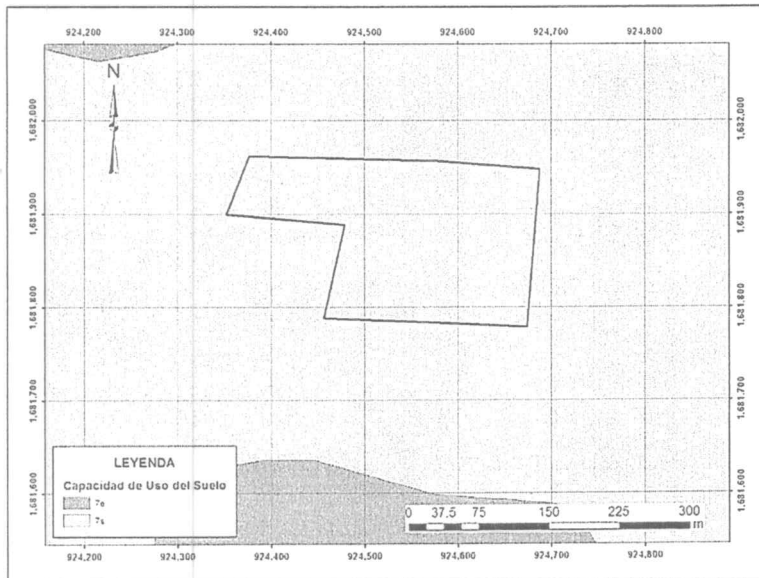 924,200 924,300 924,400 924,500 924,600 924,700 924,800
N
1,682,000 1,682,000
1,681,900 1,681,900
1,681,800 1,681,800
1,681,700 1,681,700
1,681,600 1,681,600
LEYENDA
Capacidad de Uso del Suelo
7e
7s
0 37.5 75 150 225 300
m
924,200 924,300 924,400 924,500 924,600 924,700 924,800